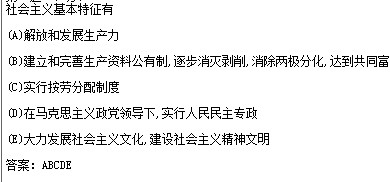 社会主义基本特征有
(A)解放和发展生产力
(B)建立和完善生产资料公有制,逐步消灭剥削,消除两极分化,达到共同富
(C)实行按劳分配制度
(D)在马克思主义政党领导下,实行人民民主专政
(E)大力发展社会主义文化,建设社会主义精神文明
答案: ABCDE